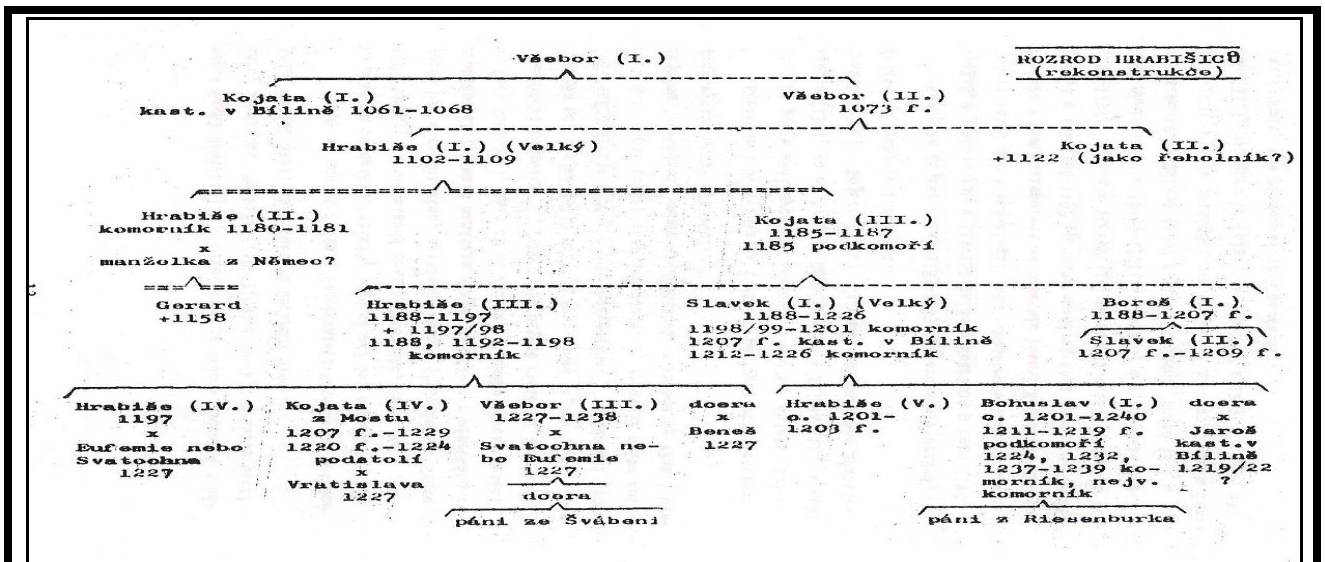 Všebor (I.)
ROZROD HRABIŠICŮ
(rekonstrukce)
Kojata (I.)
kast. v Bílině 1061-1068
Všebor (II.)
1073 f.
Hrabiše (I.) (Velký)
1102-1109
Kojata (II.)
+1122 (jako řeholník?)
Hrabiše (II.)
komorník 1180-1181
x
manželka z Němec?
Kojata (III.)
1185-1187
1185 podkomoří
Gerard
+1158
Hrabiše (III.)
1188-1197
+ 1197/98
1188, 1192-1198
komorník
Slavek (I.) (Velký)
1188-1226
1198/99-1201 komorník
1207 f. kast. v Bílině
1212-1226 komorník
Boreš (I.)
1188-1207 f.
Slavek (II.)
1207 f.-1209 f.
Hrabiše (IV.)
1197
x
Eufemie nebo
Svatochna
1227
Kojata (IV.)
z Mostu
1207 f.-1229
1220 f.-1224
podstolí
x
Vratislava
1227
Všebor (III.)
1227-1238
x
Svatochna ne-
bo Eufemie
1227
dcera
páni ze Švábenic
dcera
x
Beneš
1227
Hrabiše (V.)
o. 1201-
1203 f.
Bohuslav (I.)
o. 1201-1240
1211-1219 f.
podkomoří
1224, 1232,
1237-1239 ko-
morník, nejv.
komorník
páni z Riesenburka
dcera
x
Jaroš
kast.v
Bílině
1219/22
?